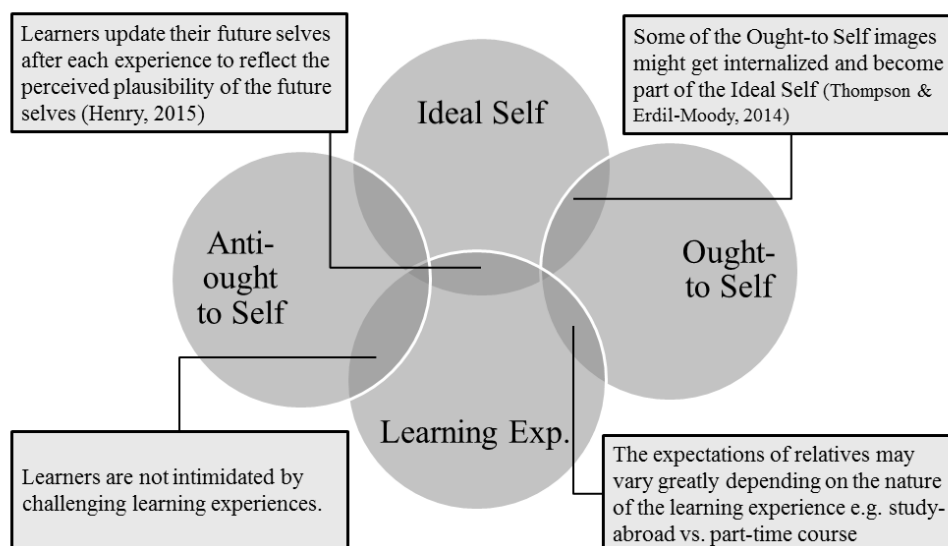 Learners update their future selves
after each experience to reflect the
perceived plausibility of the future
selves (Henry, 2015)
Ideal Self
Some of the Ought-to Self images
might get internalized and become
part of the Ideal Self (Thompson &
Erdil-Moody, 2014)
Anti-
ought
to Self
Ought-
to Self
Learning Exp.
Learners are not intimidated by
challenging learning experiences.
The expectations of relatives may
vary greatly depending on the nature
of the learning experience e.g. study-
abroad vs. part-time course